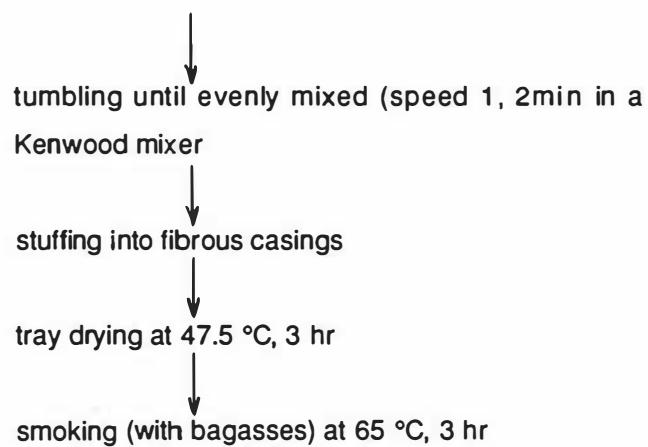 tumbling until evenly mixed (speed 1, 2min in a
Kenwood mixer
stuffing into fibrous casings
tray drying at 47.5 °C, 3 hr
smoking (with bagasses) at 65 °C, 3 hr